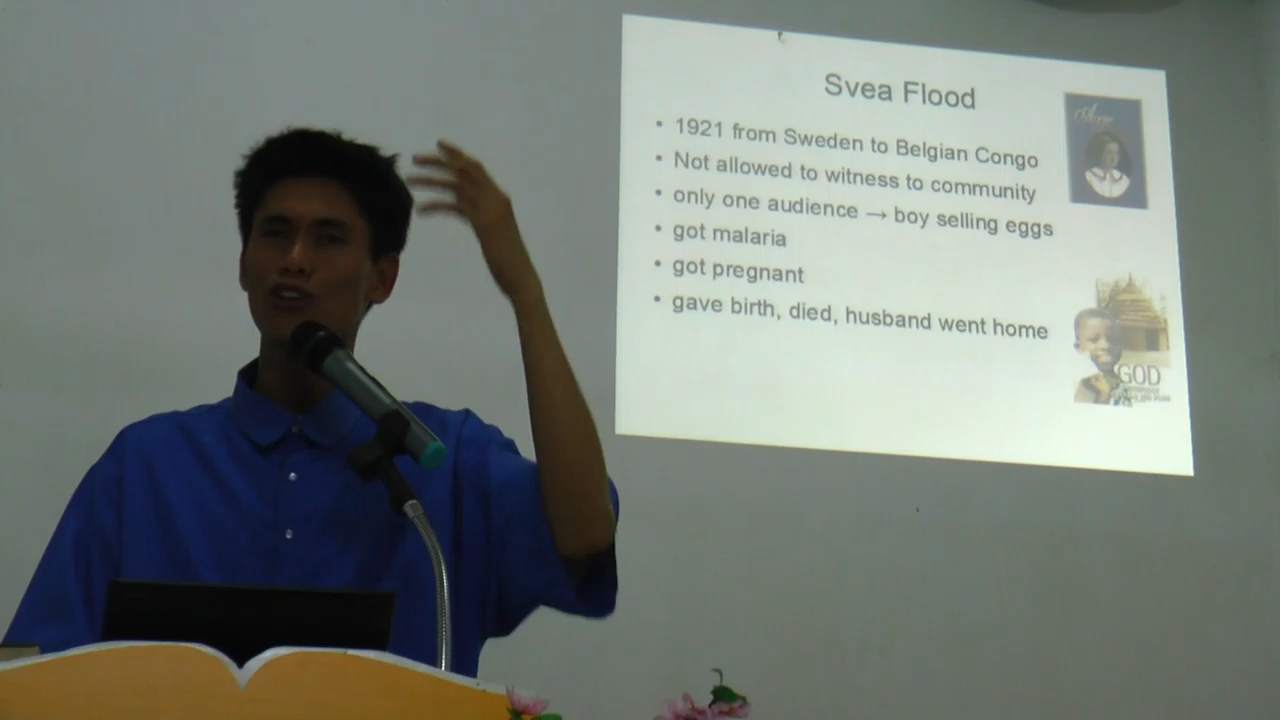 Svea Flood
• 1921 from Sweden to Belgian Congo
• Not allowed to witness to community
• only one audience → boy selling eggs
• got malaria
• got pregnant
• gave birth, died, husband went home
GOD